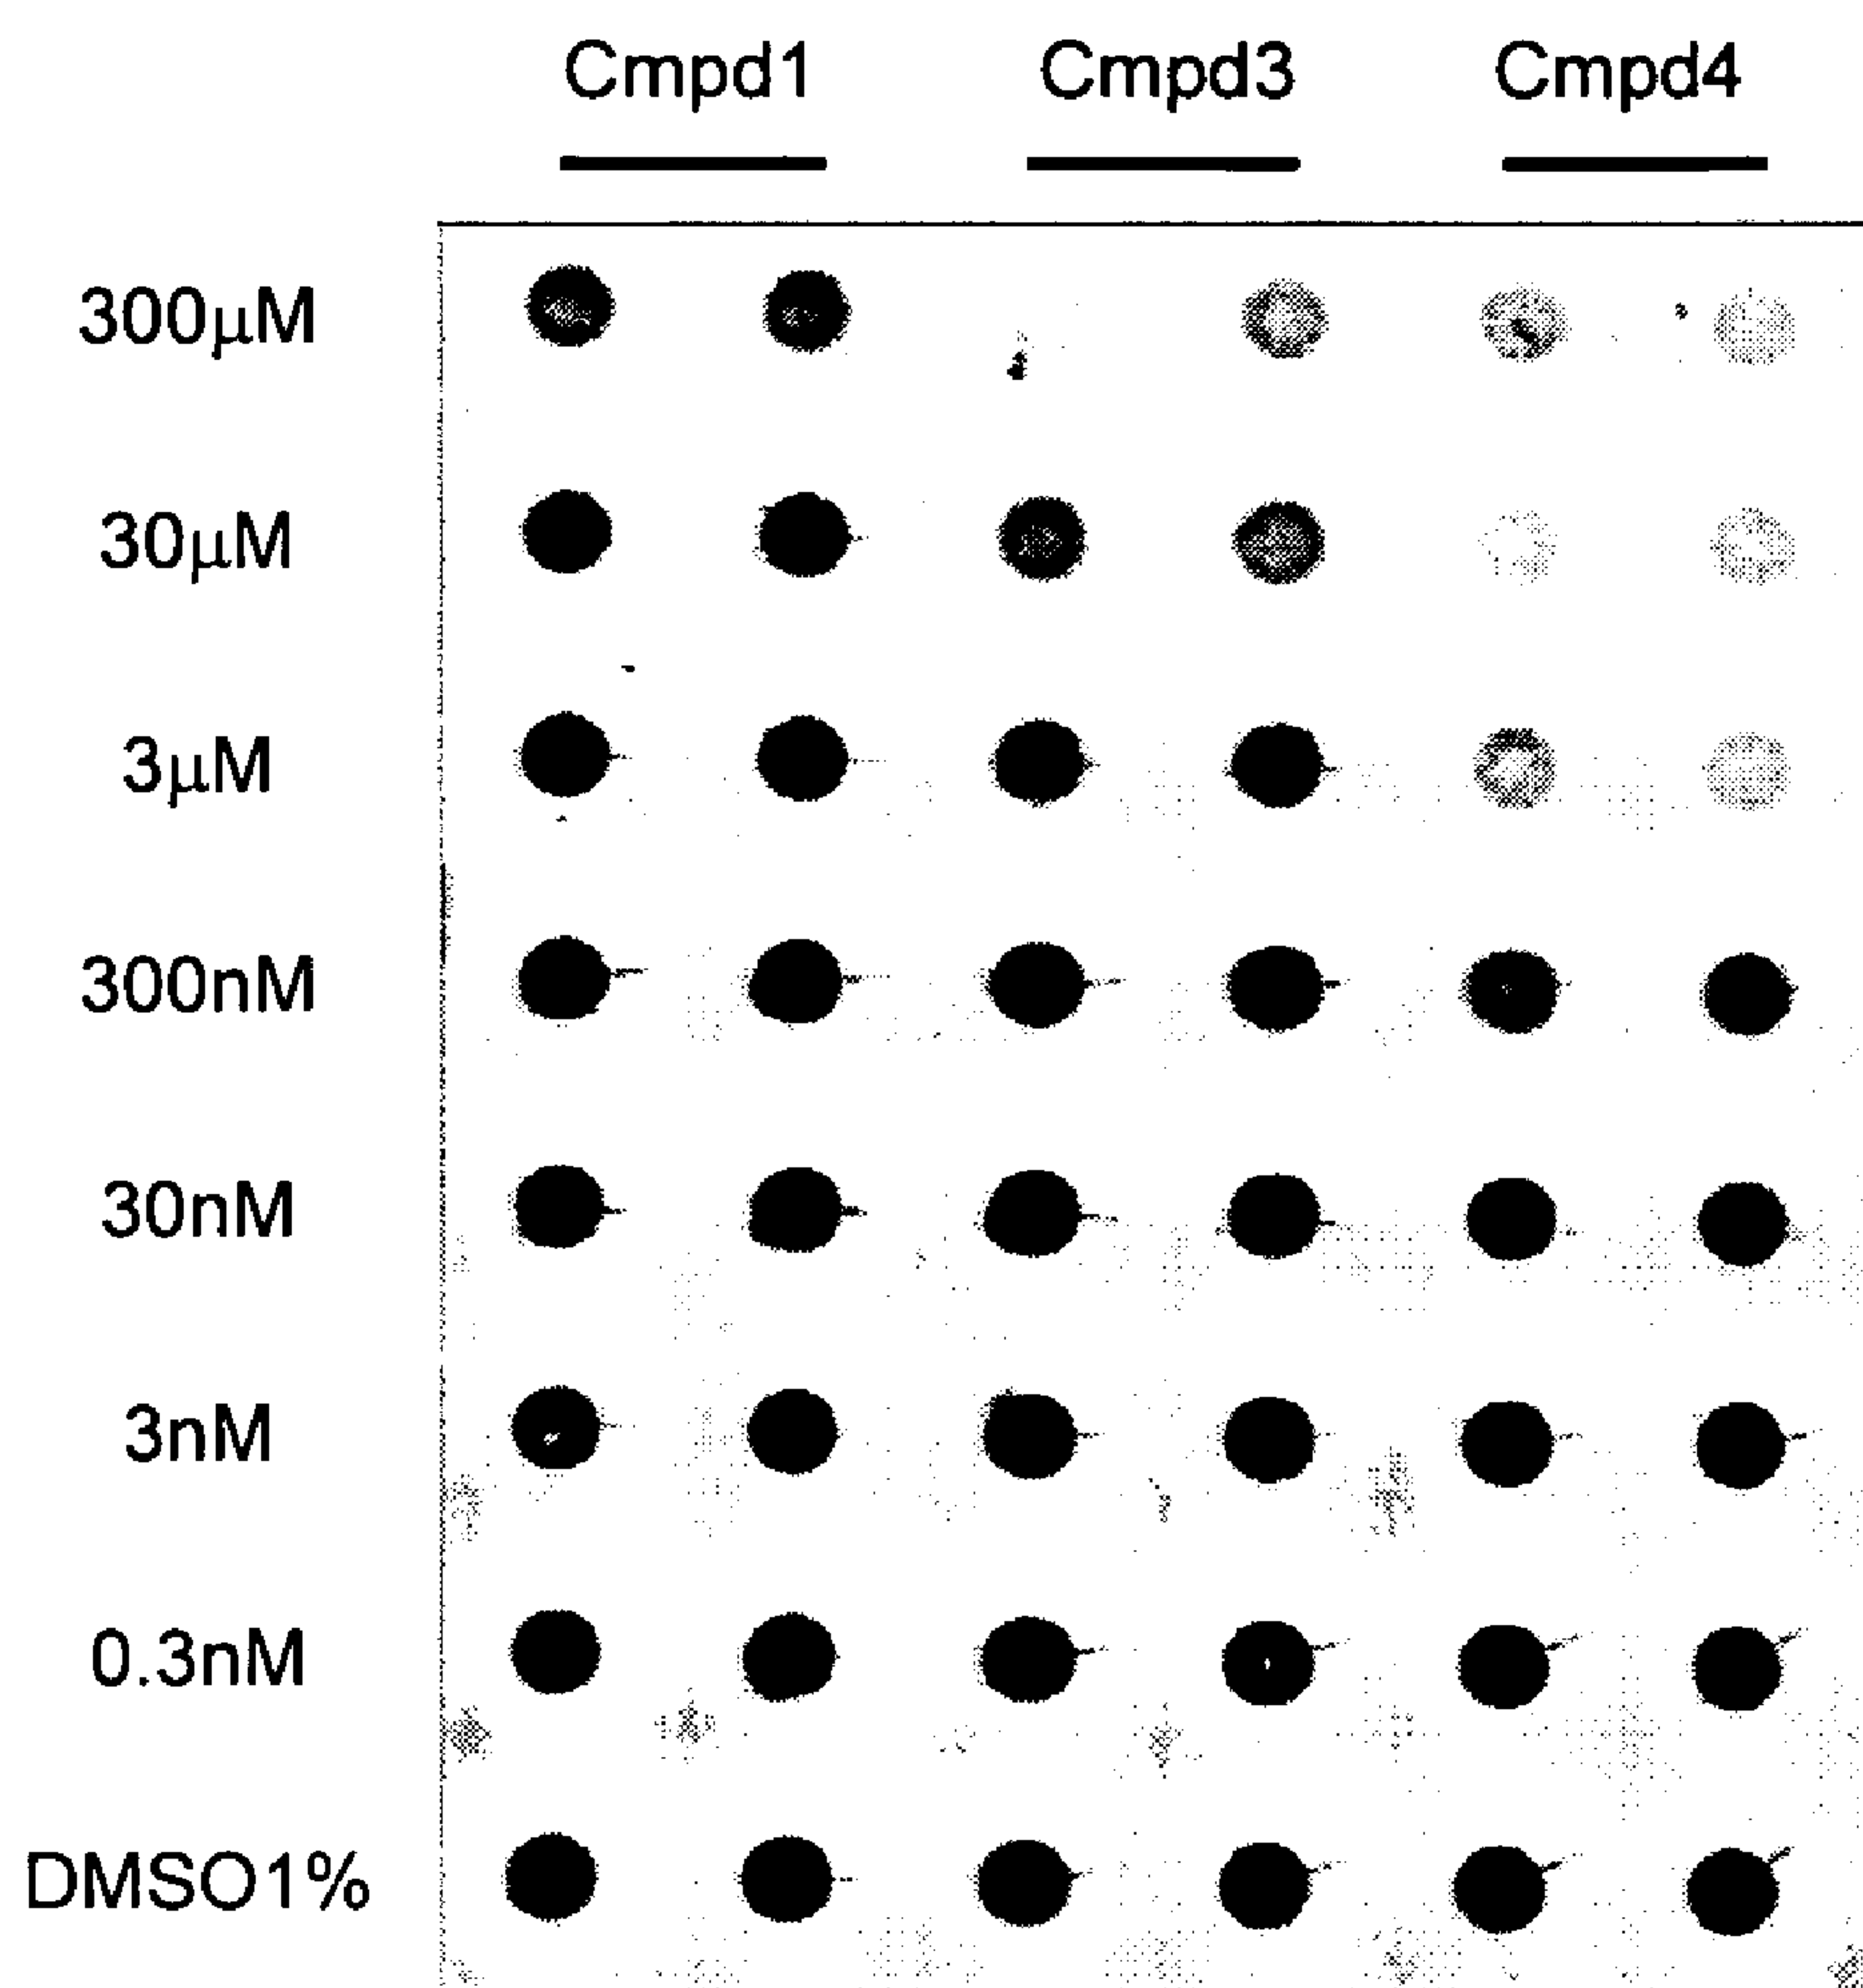 Cmpd1 Cmpd3 Cmpd4
300μM
30μM
3μM
300nM
30nM
3nM
0.3nM
DMSO1%